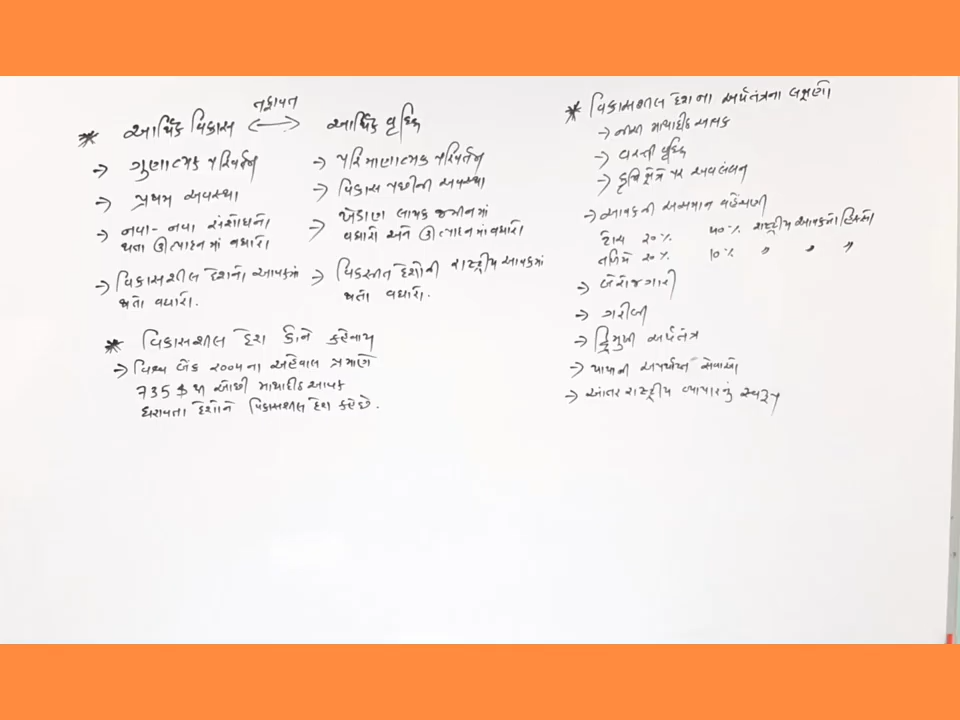 તફાવત
* આર્થિક વિકાસ ⟷ આર્થિક વૃદ્ધિ
→ ગુણાત્મક પરિવર્તન
→ પ્રથમ અવસ્થા
→ નવા-નવા સંશોધનો
થતા ઉત્પાદનમાં વધારો.
→ વિકાસશીલ દેશોની આવકમાં
થતો વધારો.
→ પરિમાણાત્મક પરિવર્તન
→ વિકાસ પછીની અવસ્થા
→ ખેડાણ લાયક જમીનમાં
વધારો અને ઉત્પાદનમાં વધારો.
→ વિકસીત દેશોની રાષ્ટ્રીય આવકમાં
થતો વધારો.
* વિકાસશીલ દેશ કોને કહેવાય
→ વિશ્વ બેંક ૨૦૦૫ના અહેવાલ પ્રમાણે
735 $ થી ઓછી માથાદીઠ આવક
ધરાવતા દેશોને વિકાસશીલ દેશ કહે છે.
* વિકાસશીલ દેશના અર્થતંત્રના લક્ષણો
→ નીચી માથાદીઠ આવક
→ વસ્તી વૃદ્ધિ
→ કૃષિ ક્ષેત્ર પર અવલંબન
→ આવકની અસમાન વહેંચણી
ટોચ ૨૦% ૪૦% રાષ્ટ્રીય આવકનો હિસ્સો
તળિયે ૨૦% ૧૦% " " "
→ બેરોજગારી
→ ગરીબી
→ દ્વિમુખી અર્થતંત્ર
→ પાયાની અપર્યાપ્ત સેવાઓ
→ આંતરરાષ્ટ્રીય વ્યાપારનું સ્વરૂપ